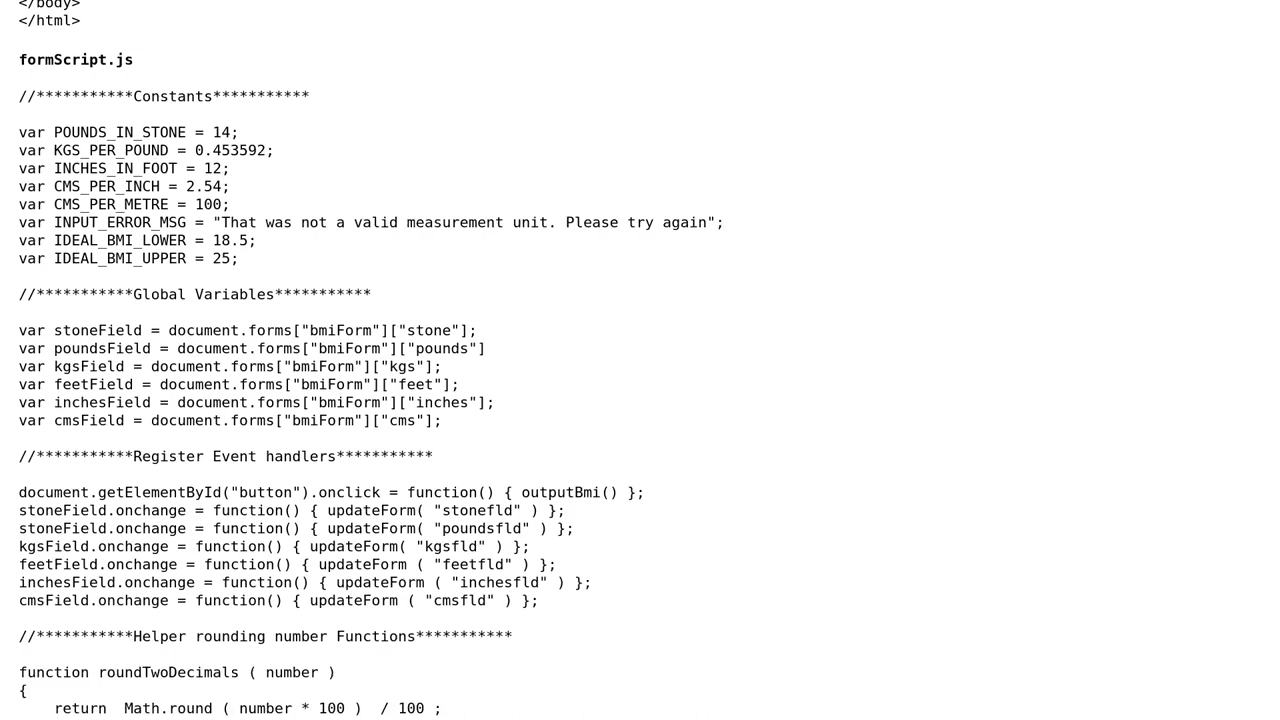 </body>
</html>
formScript.js
//***********Constants***********
var POUNDS_IN_STONE = 14;
var KGS_PER_POUND = 0.453592;
var INCHES_IN_FOOT = 12;
var CMS_PER_INCH = 2.54;
var CMS_PER_METRE = 100;
var INPUT_ERROR_MSG = "That was not a valid measurement unit. Please try again";
var IDEAL_BMI_LOWER = 18.5;
var IDEAL_BMI_UPPER = 25;
//***********Global Variables***********
var stoneField = document.forms["bmiForm"]["stone"];
var poundsField = document.forms["bmiForm"]["pounds"]
var kgsField = document.forms["bmiForm"]["kgs"];
var feetField = document.forms["bmiForm"]["feet"];
var inchesField = document.forms["bmiForm"]["inches"];
var cmsField = document.forms["bmiForm"]["cms"];
//***********Register Event handlers***********
document.getElementById("button").onclick = function() { outputBmi() };
stoneField.onchange = function() { updateForm( "stonefld" ) };
stoneField.onchange = function() { updateForm( "poundsfld" ) };
kgsField.onchange = function() { updateForm( "kgsfld" ) };
feetField.onchange = function() { updateForm ( "feetfld" ) };
inchesField.onchange = function() { updateForm ( "inchesfld" ) };
cmsField.onchange = function() { updateForm ( "cmsfld" ) };
//***********Helper rounding number Functions***********
function roundTwoDecimals ( number )
{
    return  Math.round ( number * 100 )  / 100 ;